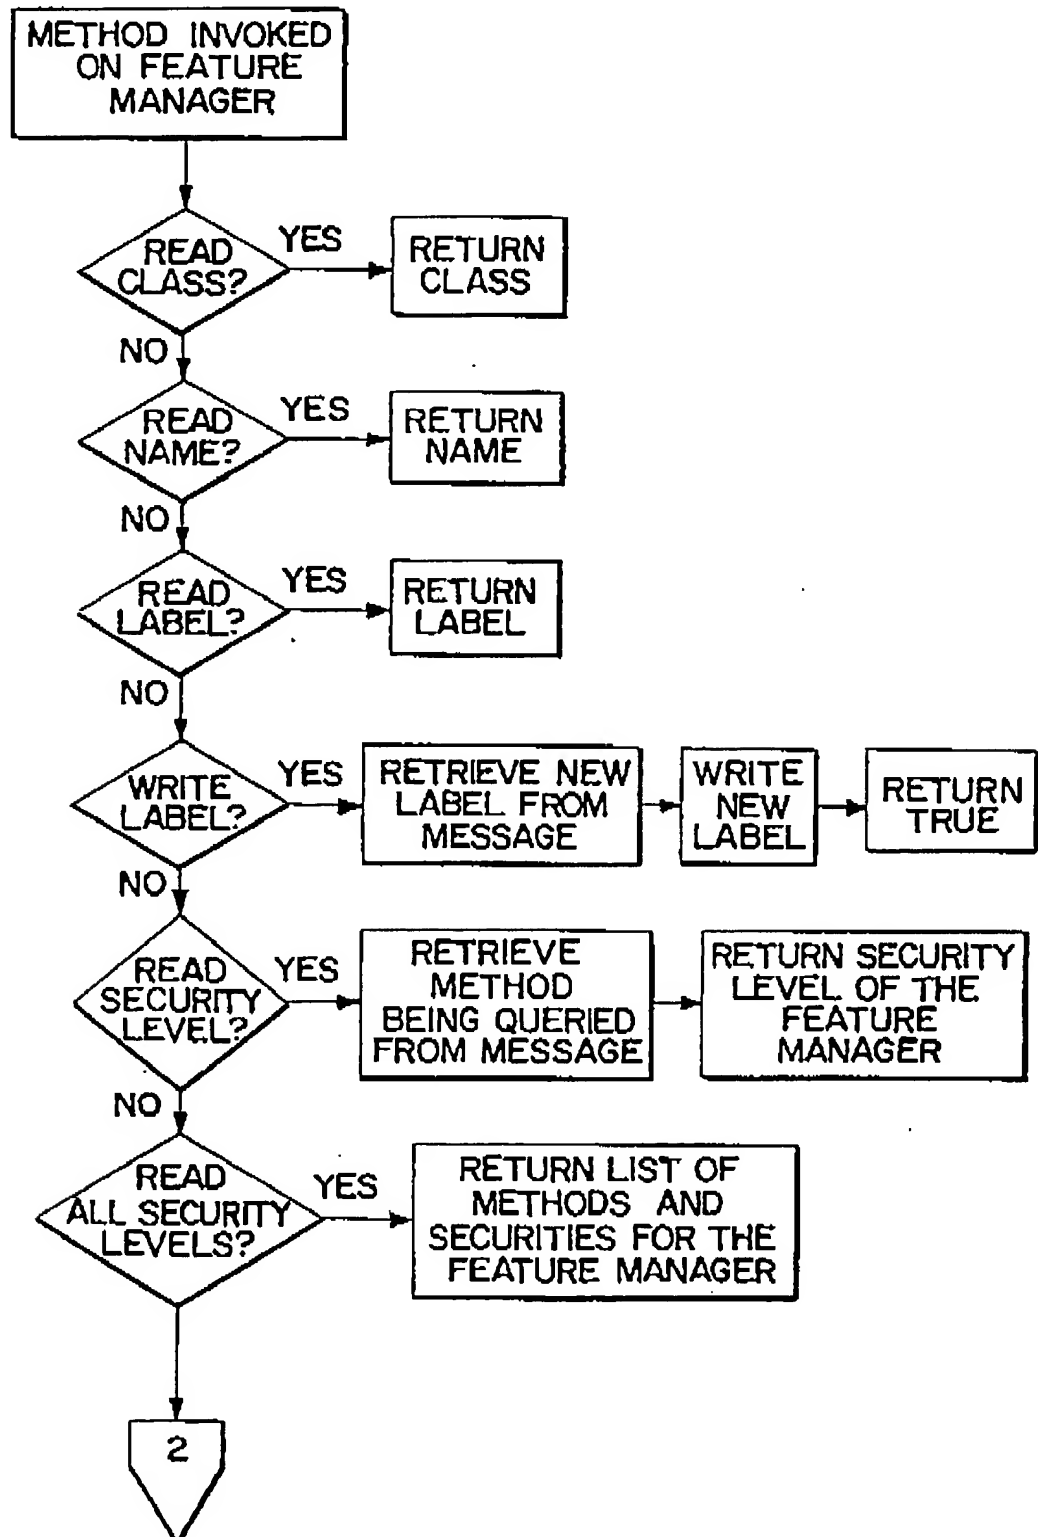 METHOD INVOKED
ON FEATURE
MANAGER
READ
CLASS?
YES
RETURN
CLASS
NO
READ
NAME?
YES
RETURN
NAME
NO
READ
LABEL?
YES
RETURN
LABEL
NO
WRITE
LABEL?
YES
RETRIEVE NEW
LABEL FROM
MESSAGE
WRITE
NEW
LABEL
RETURN
TRUE
NO
READ
SECURITY
LEVEL?
YES
RETRIEVE
METHOD
BEING QUERIED
FROM MESSAGE
RETURN SECURITY
LEVEL OF THE
FEATURE
MANAGER
NO
READ
ALL SECURITY
LEVELS?
YES
RETURN LIST OF
METHODS AND
SECURITIES FOR THE
FEATURE MANAGER
2